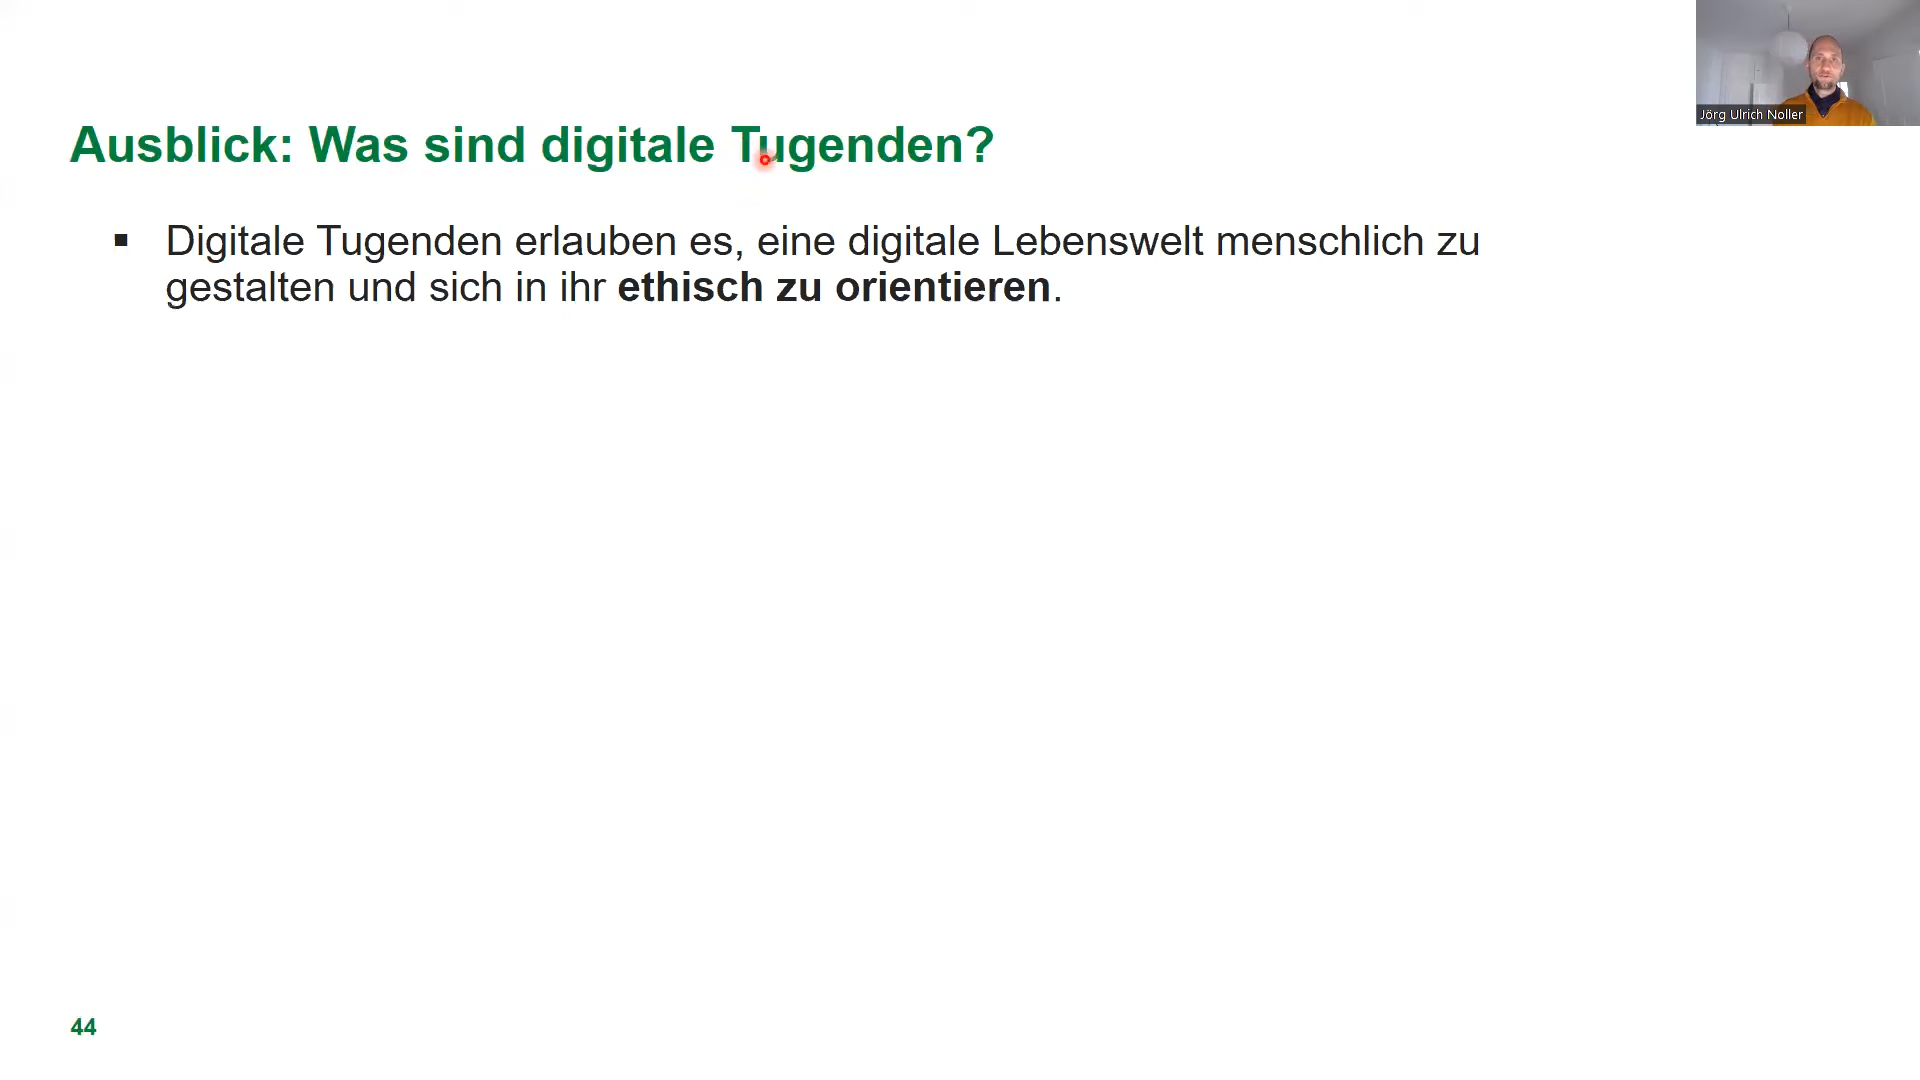 Jörg Ulrich Noller
Ausblick: Was sind digitale Tugenden?
▪ Digitale Tugenden erlauben es, eine digitale Lebenswelt menschlich zu
gestalten und sich in ihr ethisch zu orientieren.
44